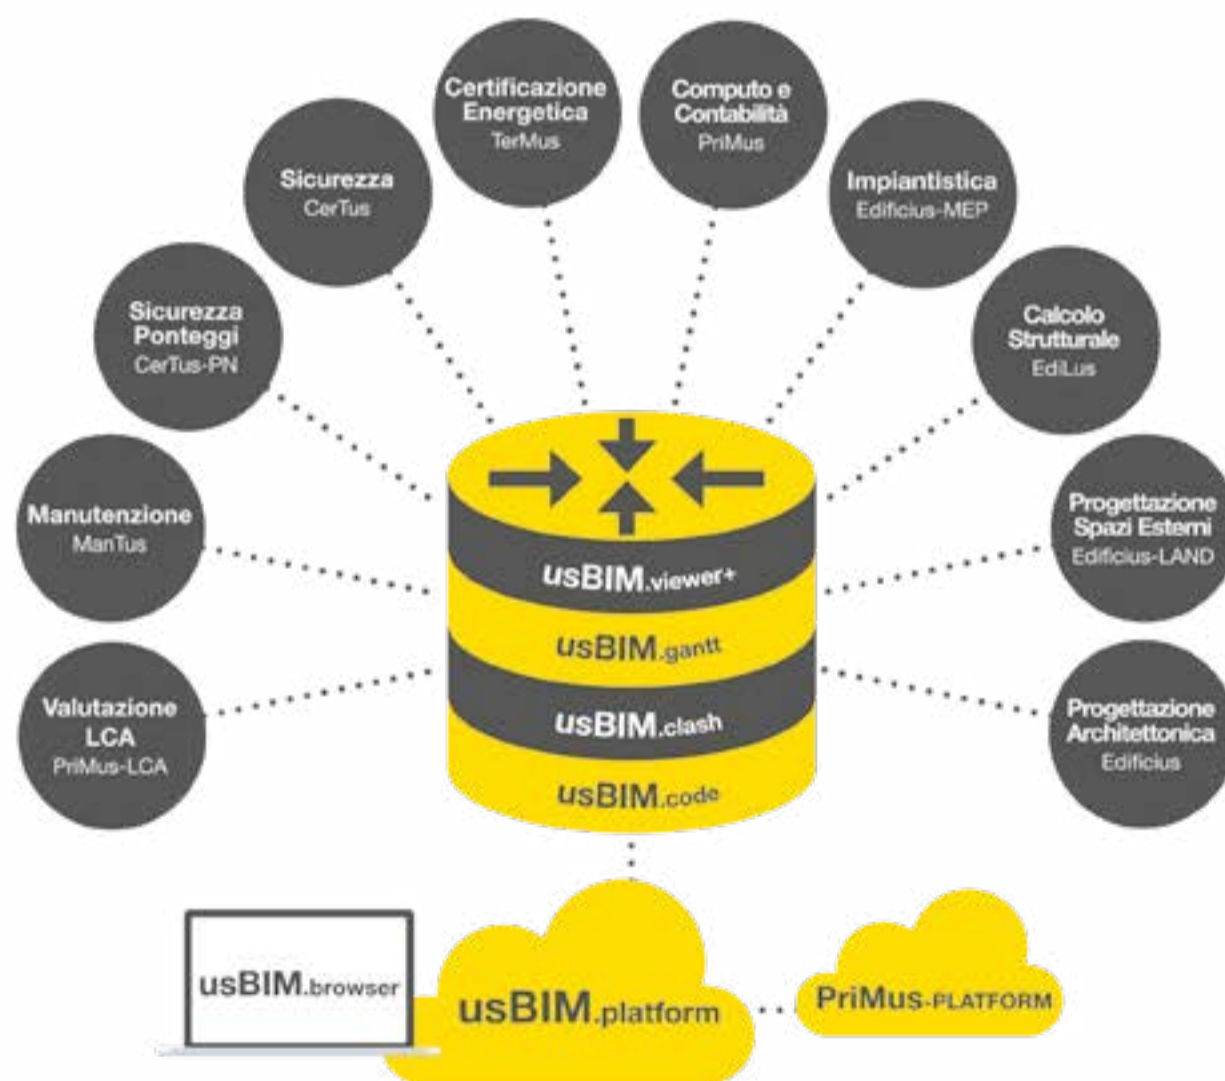 Certificazione
Energetica
TerMus
Computo e
Contabilità
PriMus
Sicurezza
CerTus
Impiantistica
Edificius-MEP
Sicurezza
Ponteggi
CerTus-PN
Calcolo
Strutturale
EdiLus
Manutenzione
ManTus
Progettazione
Spazi Esterni
Edificius-LAND
Valutazione
LCA
PriMus-LCA
Progettazione
Architettonica
Edificius
usBIM.viewer+
usBIM.gantt
usBIM.clash
usBIM.code
usBIM.browser
usBIM.platform
PriMus-PLATFORM